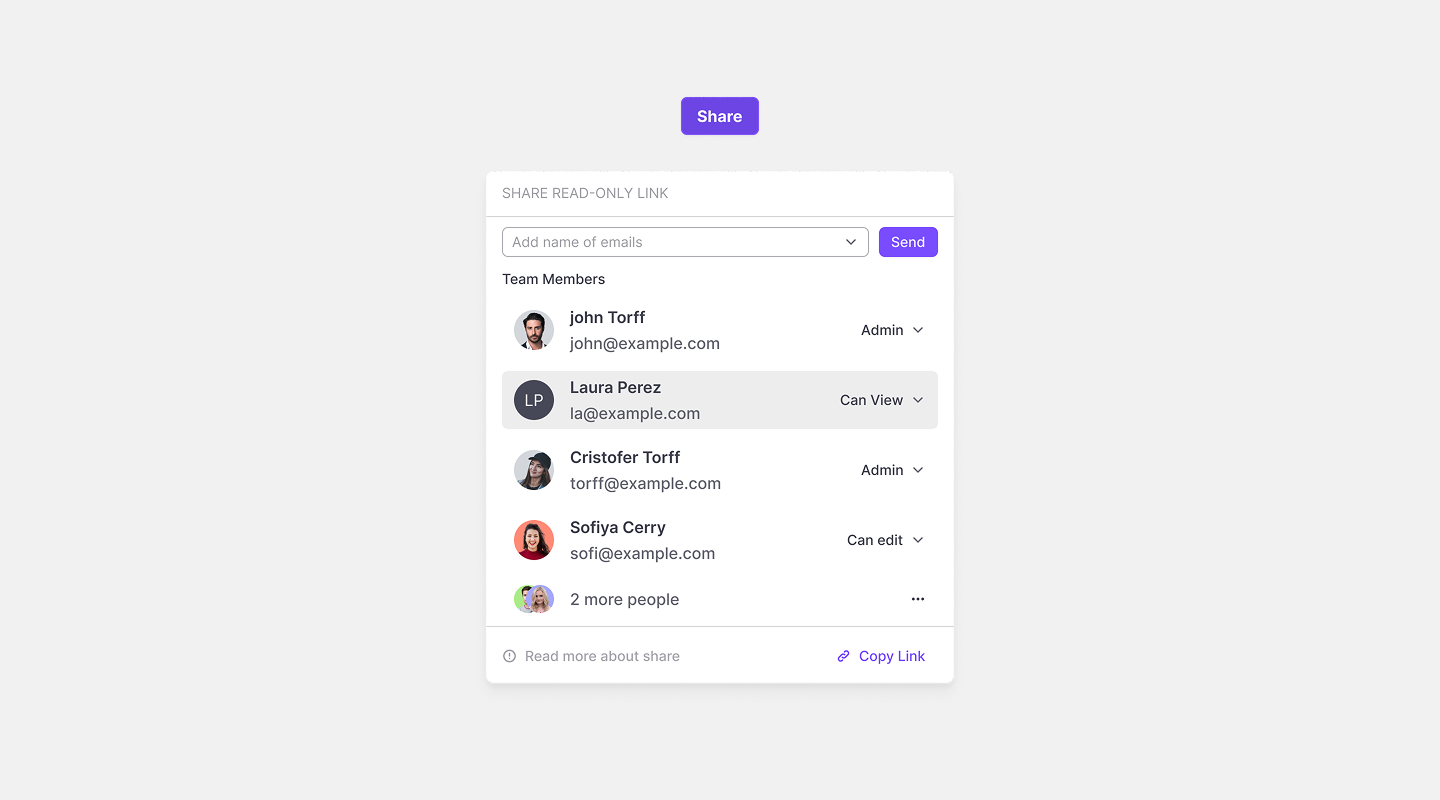 Share
SHARE READ-ONLY LINK
Add name of emails
Send
Team Members
john Torff
john@example.com
Admin
LP
Laura Perez
la@example.com
Can View
Cristofer Torff
torff@example.com
Admin
Sofiya Cerry
sofi@example.com
Can edit
2 more people
Read more about share
Copy Link